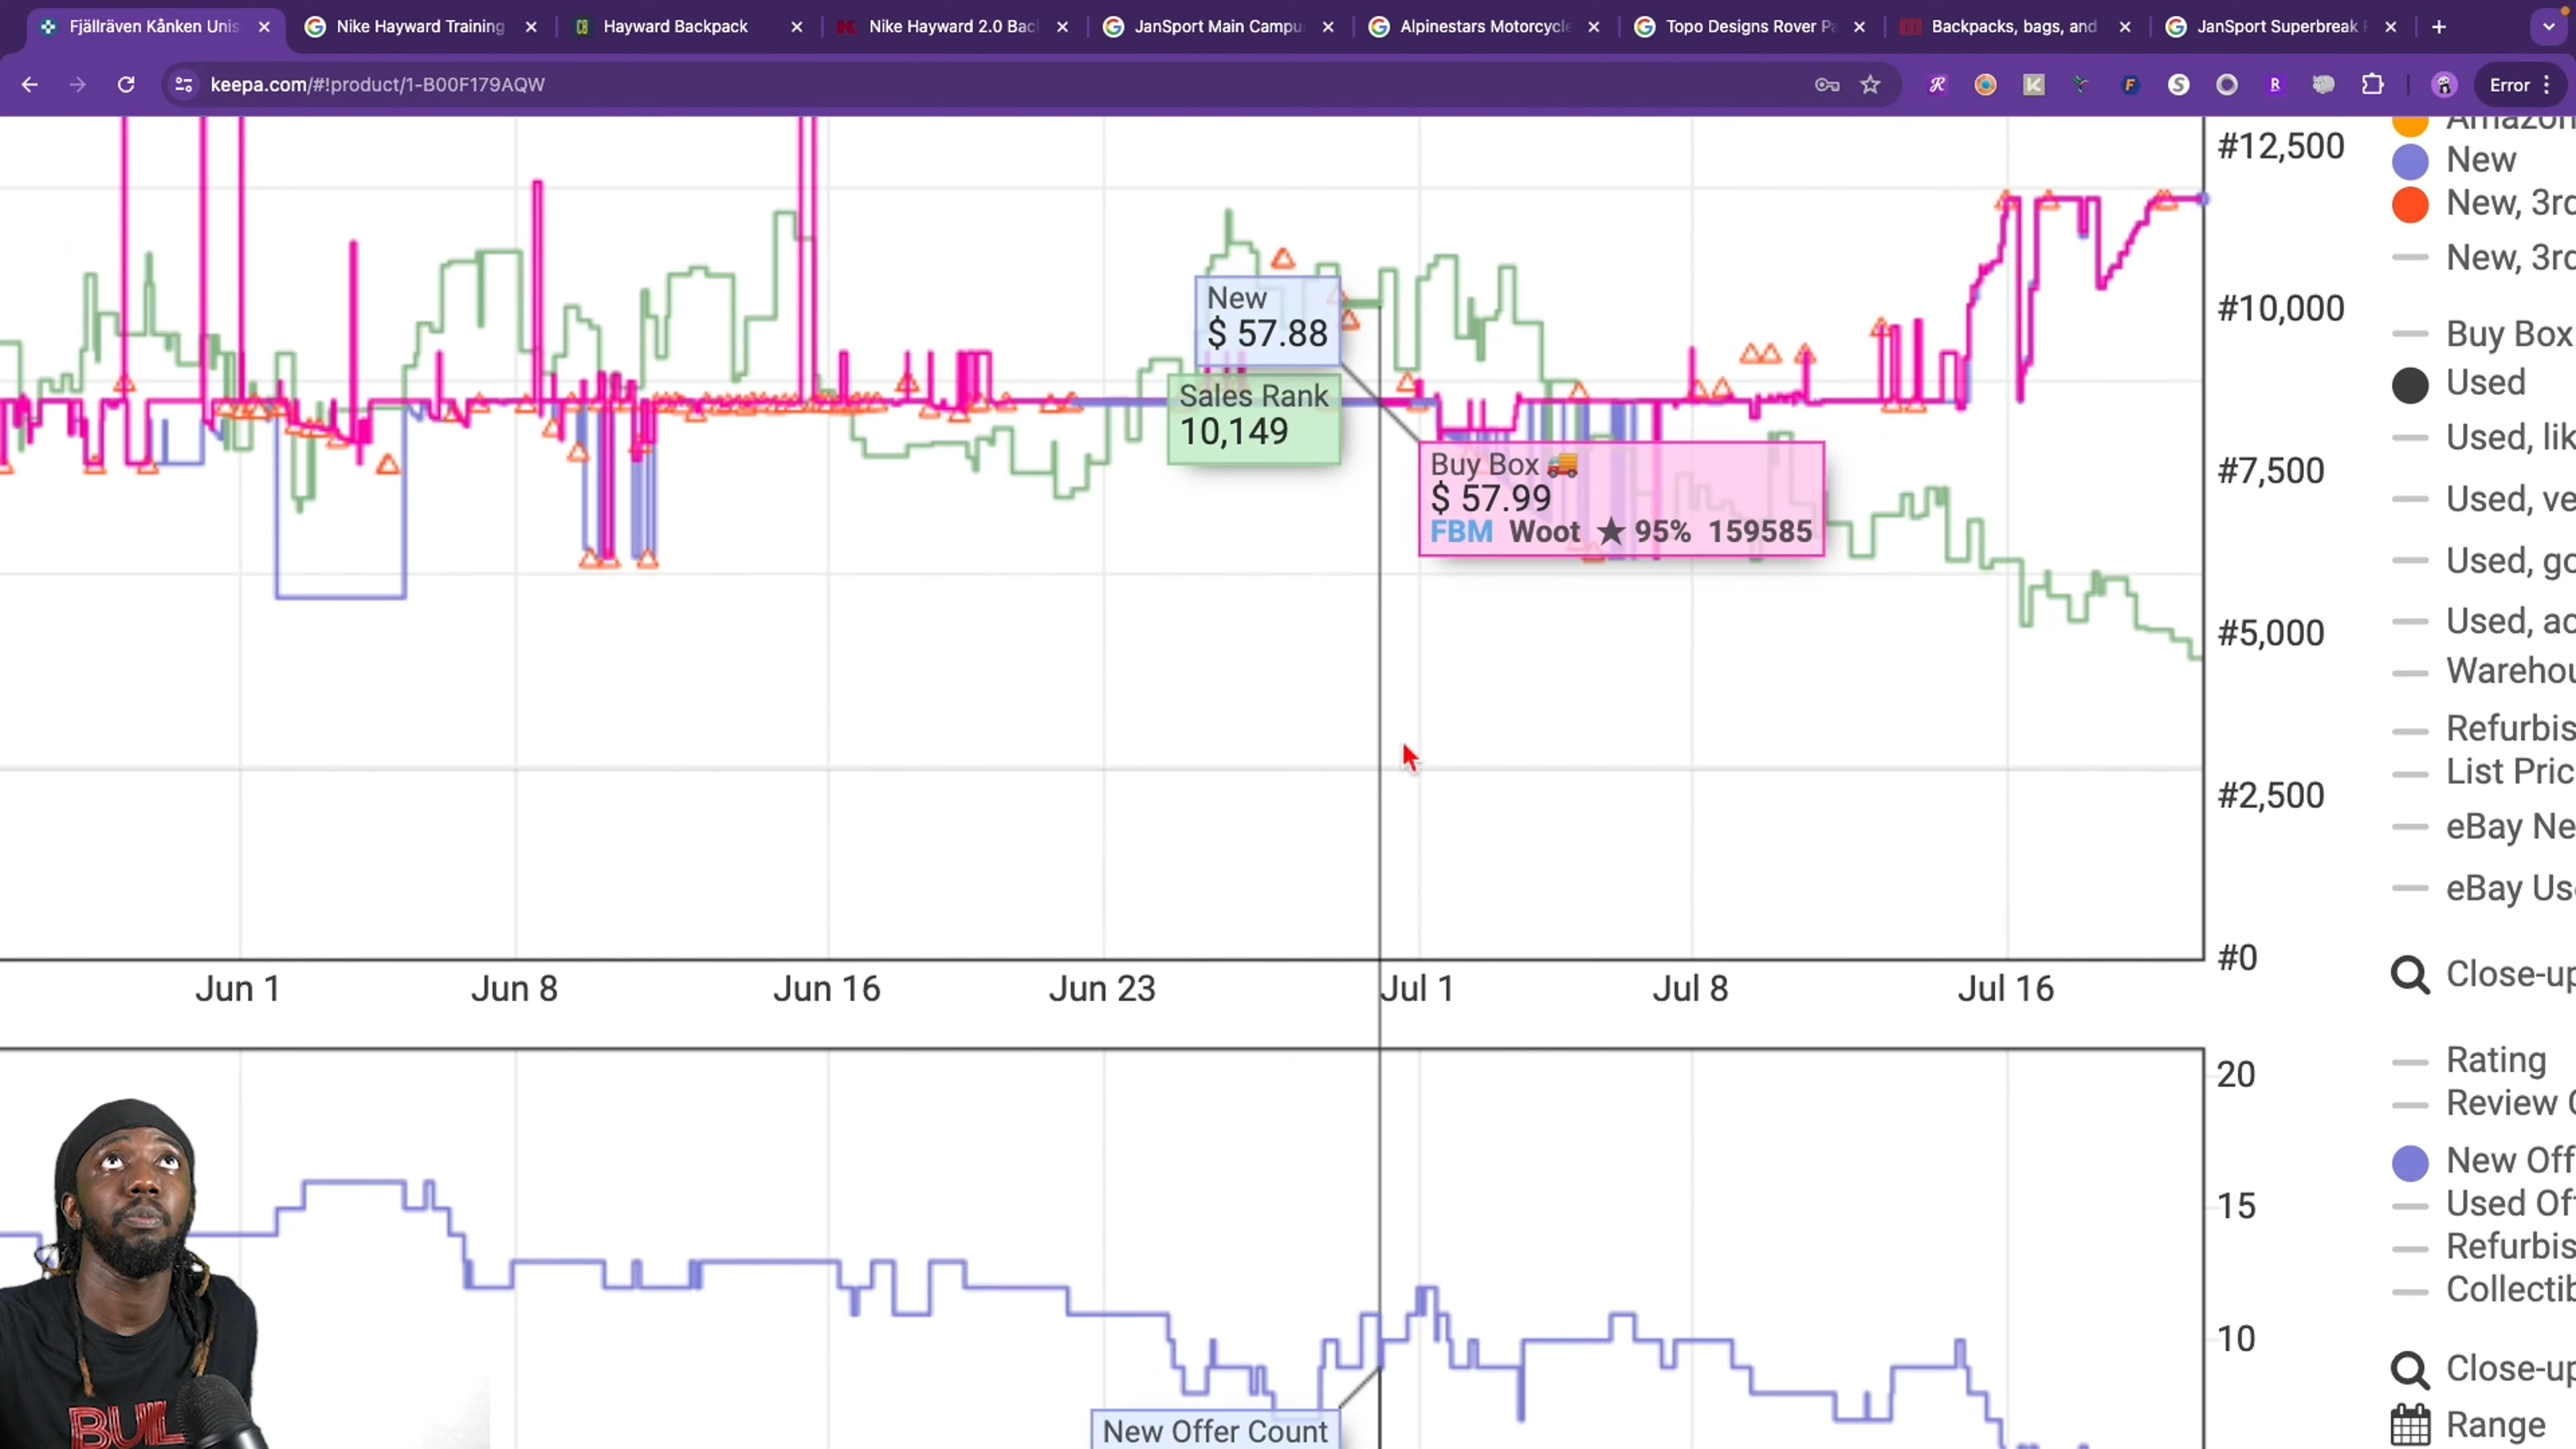 Fjällräven Kånken Unis
Nike Hayward Training
Hayward Backpack
Nike Hayward 2.0 Bac
JanSport Main Campu
Alpinestars Motorcycle
Topo Designs Rover Pa
Backpacks, bags, and
JanSport Superbreak
keepa.com/#!product/1-B00F179AQW
Error
#12,500
#10,000
#7,500
#5,000
#2,500
#0
New
$ 57.88
Sales Rank
10,149
Buy Box 🚚
$ 57.99
FBM Woot ★ 95% 159585
Jun 1
Jun 8
Jun 16
Jun 23
Jul 1
Jul 8
Jul 16
20
15
10
New Offer Count
Amazon
New
New, 3rd
New, 3rd
Buy Box
Used
Used, lik
Used, ve
Used, go
Used, ac
Warehou
Refurbis
List Pric
eBay Ne
eBay Us
Close-up
Rating
Review
New Off
Used Of
Refurbis
Collectib
Close-up
Range
BUIL